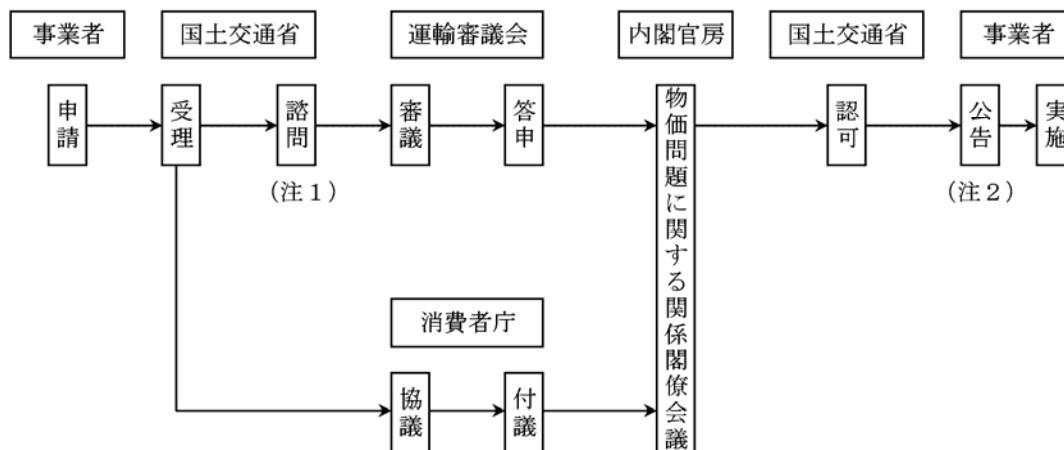 事業者
国土交通省
運輸審議会
内閣官房
国土交通省
事業者
申請
受理
諮問
審議
答申
物価問題に関する関係閣僚会議
認可
公告
実施
(注1)
(注2)
消費者庁
協議
付議